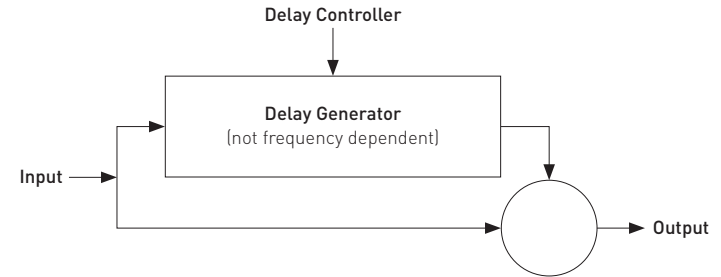 Delay Controller
Delay Generator
(not frequency dependent)
Input
Output